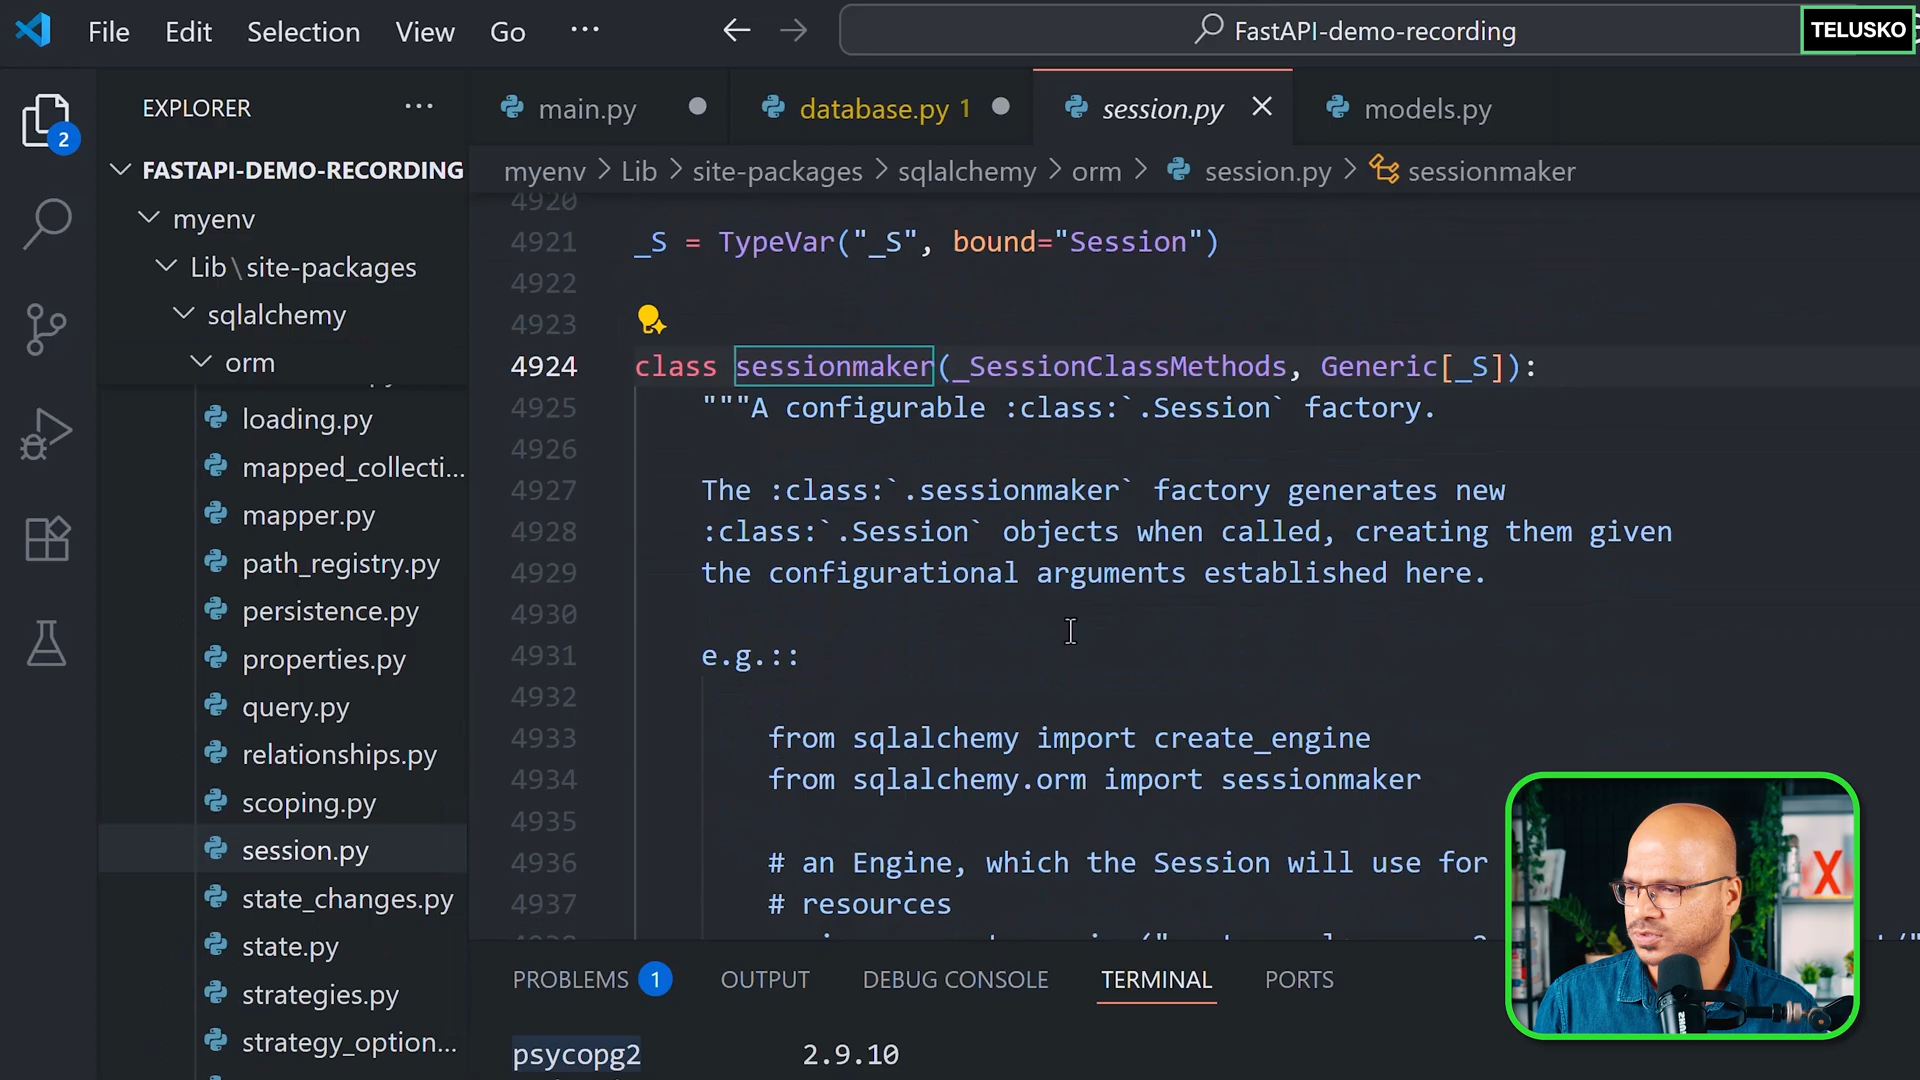 File Edit Selection View Go ...
FastAPI-demo-recording
TELUSKO
EXPLORER
FASTAPI-DEMO-RECORDING
myenv
Lib\site-packages
sqlalchemy
orm
loading.py
mapped_collecti...
mapper.py
path_registry.py
persistence.py
properties.py
query.py
relationships.py
scoping.py
session.py
state_changes.py
state.py
strategies.py
strategy_option...
2
main.py
database.py 1
session.py
models.py
myenv > Lib > site-packages > sqlalchemy > orm > session.py > sessionmaker
4920
4921 _S = TypeVar("_S", bound="Session")
4922
4923
4924 class sessionmaker(_SessionClassMethods, Generic[_S]):
4925 """A configurable :class:`.Session` factory.
4926
4927 The :class:`.sessionmaker` factory generates new
4928 :class:`.Session` objects when called, creating them given
4929 the configurational arguments established here.
4930
4931 e.g.::
4932
4933 from sqlalchemy import create_engine
4934 from sqlalchemy.orm import sessionmaker
4935
4936 # an Engine, which the Session will use for
4937 # resources
PROBLEMS 1 OUTPUT DEBUG CONSOLE TERMINAL PORTS
psycopg2 2.9.10
X